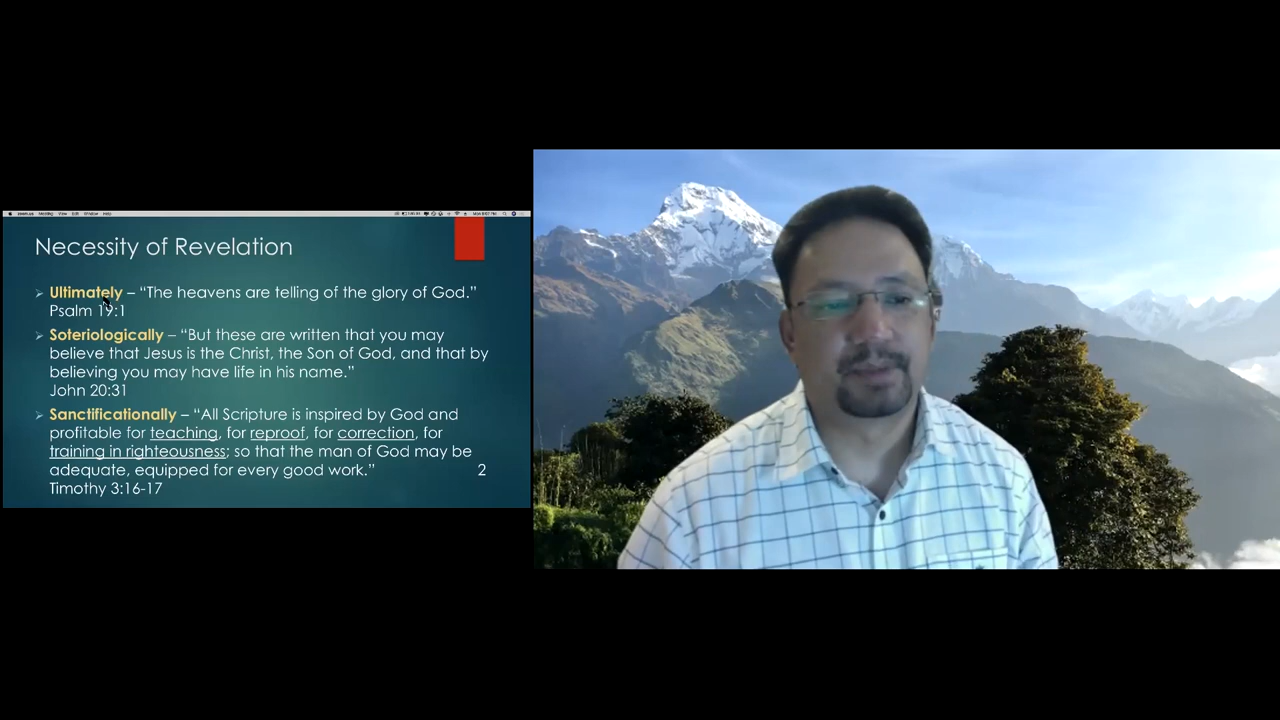 Necessity of Revelation
Ultimately – “The heavens are telling of the glory of God.”
Psalm 19:1
Soteriologically – “But these are written that you may
believe that Jesus is the Christ, the Son of God, and that by
believing you may have life in his name.”
John 20:31
Sanctificationally – “All Scripture is inspired by God and
profitable for teaching, for reproof, for correction, for
training in righteousness; so that the man of God may be
adequate, equipped for every good work.” 2
Timothy 3:16-17